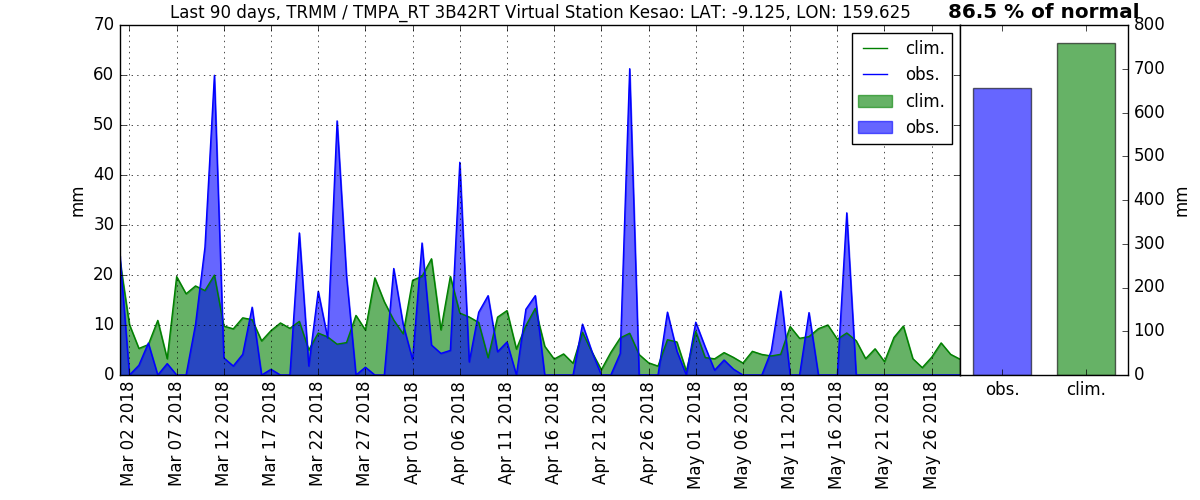 Last 90 days, TRMM / TMPA_RT 3B42RT Virtual Station Kesao: LAT: -9.125, LON: 159.625
86.5 % of normal
70
60
50
40
30
20
10
0
mm
clim.
obs.
clim.
obs.
800
700
600
500
400
300
200
100
0
mm
obs.
clim.
Mar 02 2018
Mar 07 2018
Mar 12 2018
Mar 17 2018
Mar 22 2018
Mar 27 2018
Apr 01 2018
Apr 06 2018
Apr 11 2018
Apr 16 2018
Apr 21 2018
Apr 26 2018
May 01 2018
May 06 2018
May 11 2018
May 16 2018
May 21 2018
May 26 2018